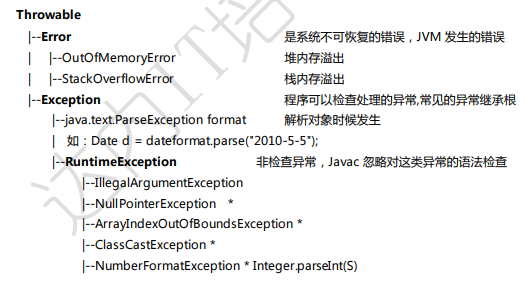 Throwable
|--Error 是系统不可恢复的错误，JVM 发生的错误
| |--OutOfMemoryError 堆内存溢出
| |--StackOverflowError 栈内存溢出
|--Exception 程序可以检查处理的异常,常见的异常继承根
|--java.text.ParseException format 解析对象时候发生
| 如：Date d = dateformat.parse("2010-5-5");
|--RuntimeException 非检查异常，Javac 忽略对这类异常的语法检查
|--IllegalArgumentException
|--NullPointerException *
|--ArrayIndexOutOfBoundsException *
|--ClassCastException *
|--NumberFormatException * Integer.parseInt(S)
达内IT培